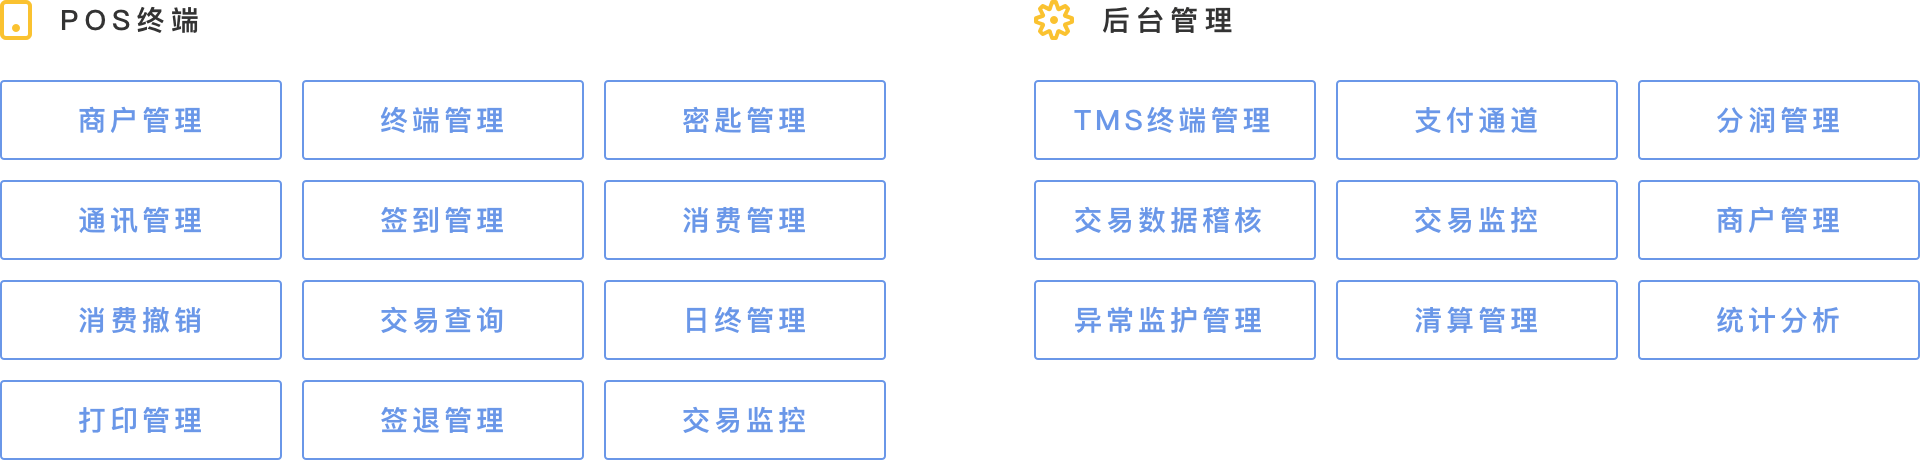 POS终端
商户管理
终端管理
密匙管理
通讯管理
签到管理
消费管理
消费撤销
交易查询
日终管理
打印管理
签退管理
交易监控
后台管理
TMS终端管理
支付通道
分润管理
交易数据稽核
交易监控
商户管理
异常监护管理
清算管理
统计分析